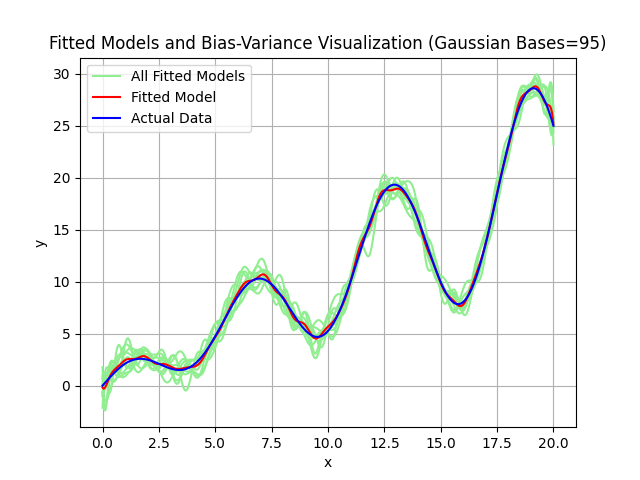 Fitted Models and Bias-Variance Visualization (Gaussian Bases=95)
All Fitted Models
Fitted Model
Actual Data
30
25
20
15
10
5
0
y
0.0 2.5 5.0 7.5 10.0 12.5 15.0 17.5 20.0
x